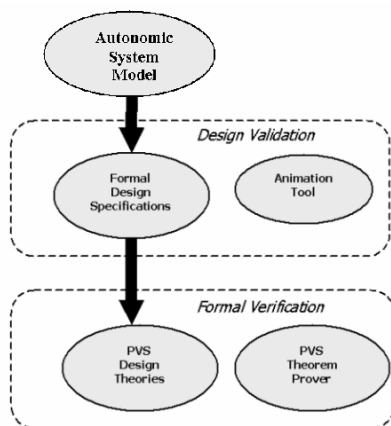 Autonomic
System
Model
Design Validation
Formal
Design
Specifications
Animation
Tool
Formal Verification
PVS
Design
Theories
PVS
Theorem
Prover